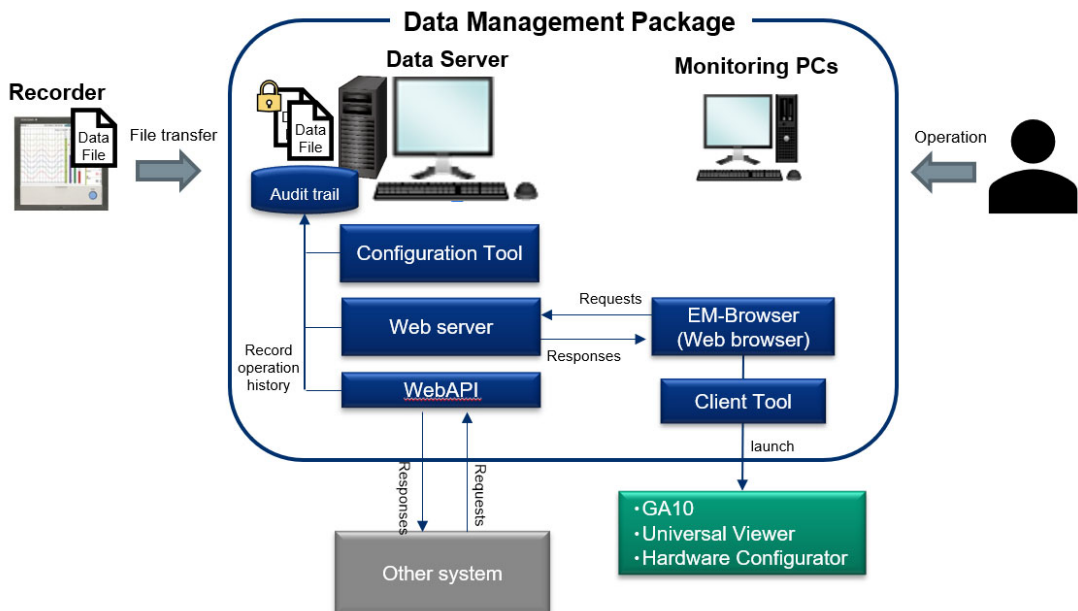 Data Management Package
Data Server
Monitoring PCs
Recorder
Data
File
File transfer
Data
File
Operation
Audit trail
Configuration Tool
Requests
Web server
EM-Browser
(Web browser)
Responses
Record
operation
history
WebAPI
Client Tool
launch
Responses
Requests
・GA10
・Universal Viewer
・Hardware Configurator
Other system